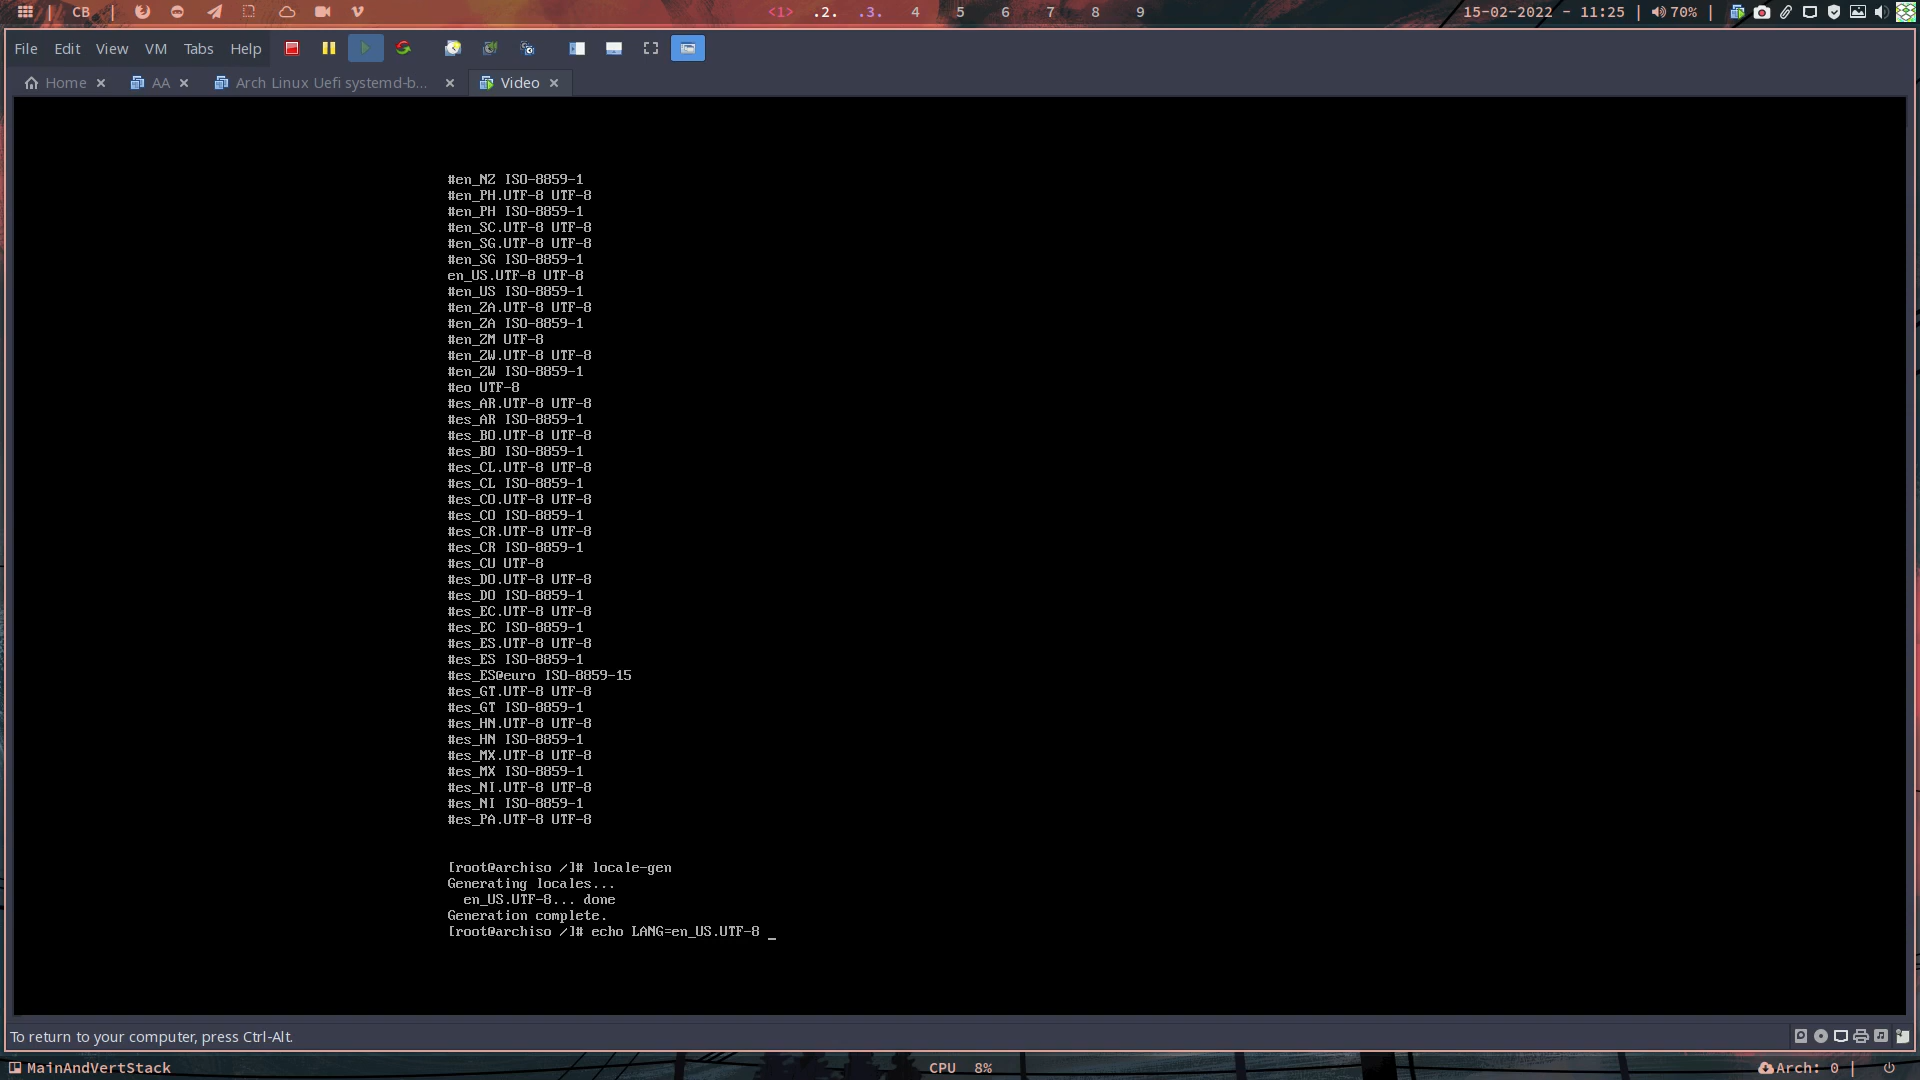 | CB |
<1> .2. .3. 4 5 6 7 8 9
15-02-2022 - 11:25 | 70% |
File Edit View VM Tabs Help
Home AA Arch Linux Uefi systemd-b... Video
#en_NZ ISO-8859-1
#en_PH.UTF-8 UTF-8
#en_PH ISO-8859-1
#en_SC.UTF-8 UTF-8
#en_SG.UTF-8 UTF-8
#en_SG ISO-8859-1
en_US.UTF-8 UTF-8
#en_US ISO-8859-1
#en_ZA.UTF-8 UTF-8
#en_ZA ISO-8859-1
#en_ZM UTF-8
#en_ZW.UTF-8 UTF-8
#en_ZW ISO-8859-1
#eo UTF-8
#es_AR.UTF-8 UTF-8
#es_AR ISO-8859-1
#es_BO.UTF-8 UTF-8
#es_BO ISO-8859-1
#es_CL.UTF-8 UTF-8
#es_CL ISO-8859-1
#es_CO.UTF-8 UTF-8
#es_CO ISO-8859-1
#es_CR.UTF-8 UTF-8
#es_CR ISO-8859-1
#es_CU UTF-8
#es_DO.UTF-8 UTF-8
#es_DO ISO-8859-1
#es_EC.UTF-8 UTF-8
#es_EC ISO-8859-1
#es_ES.UTF-8 UTF-8
#es_ES ISO-8859-1
#es_ES@euro ISO-8859-15
#es_GT.UTF-8 UTF-8
#es_GT ISO-8859-1
#es_HN.UTF-8 UTF-8
#es_HN ISO-8859-1
#es_MX.UTF-8 UTF-8
#es_MX ISO-8859-1
#es_NI.UTF-8 UTF-8
#es_NI ISO-8859-1
#es_PA.UTF-8 UTF-8
[root@archiso /]# locale-gen
Generating locales...
en_US.UTF-8... done
Generation complete.
[root@archiso /]# echo LANG=en_US.UTF-8 _
To return to your computer, press Ctrl-Alt.
MainAndVertStack
CPU 8%
Arch: 0 |